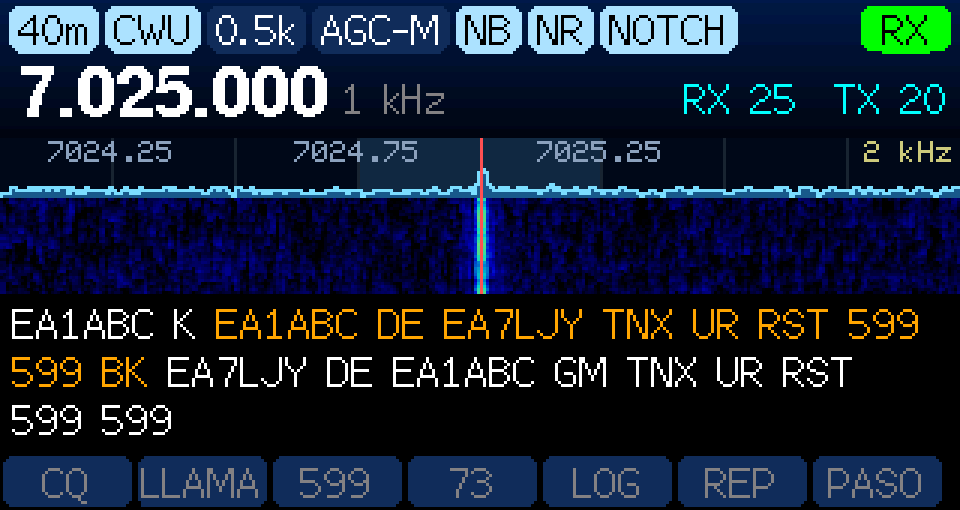 40m CWU 0.5k AGC-M NB NR NOTCH RX
7.025.000 1 kHz RX 25 TX 20
7024.25 7024.75 7025.25 2 kHz
EA1ABC K EA1ABC DE EA7LJY TNX UR RST 599
599 BK EA7LJY DE EA1ABC GM TNX UR RST
599 599
CQ LLAMA 599 73 LOG REP PASO